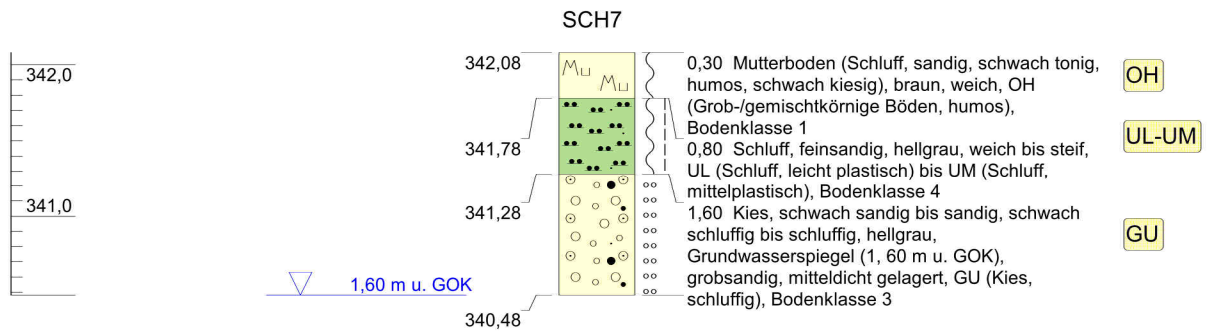 SCH7
342,0
341,0
1,60 m u. GOK
342,08
341,78
341,28
340,48
Mu
Mu
0,30 Mutterboden (Schluff, sandig, schwach tonig,
humos, schwach kiesig), braun, weich, OH
(Grob-/gemischtkörnige Böden, humos),
Bodenklasse 1
0,80 Schluff, feinsandig, hellgrau, weich bis steif,
UL (Schluff, leicht plastisch) bis UM (Schluff,
mittelplastisch), Bodenklasse 4
1,60 Kies, schwach sandig bis sandig, schwach
schluffig bis schluffig, hellgrau,
Grundwasserspiegel (1, 60 m u. GOK),
grobsandig, mitteldicht gelagert, GU (Kies,
schluffig), Bodenklasse 3
OH
UL-UM
GU